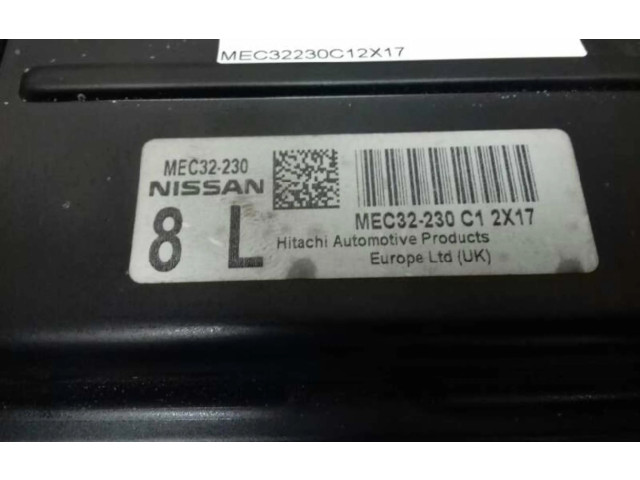 MEC32230C12X17
MEC32-230
NISSAN
8 L
MEC32-230 C1 2X17
Hitachi Automotive Products
Europe Ltd (UK)